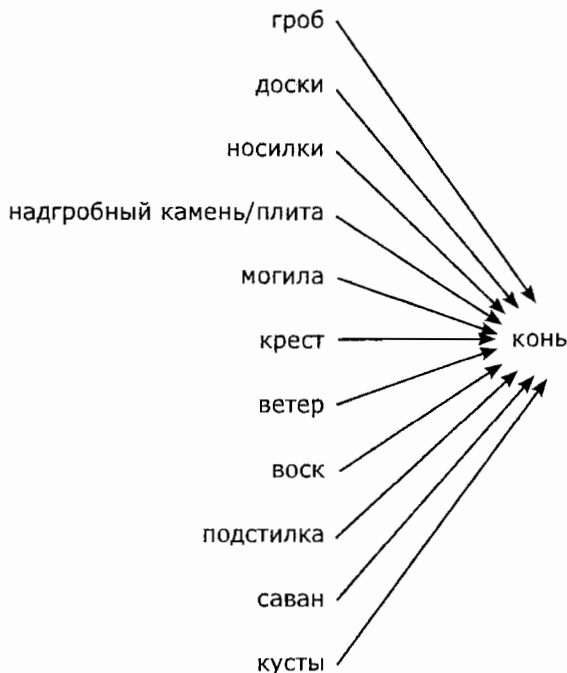 гроб
доски
носилки
надгробный камень/плита
могила
крест
конь
ветер
воск
подстилка
саван
кусты